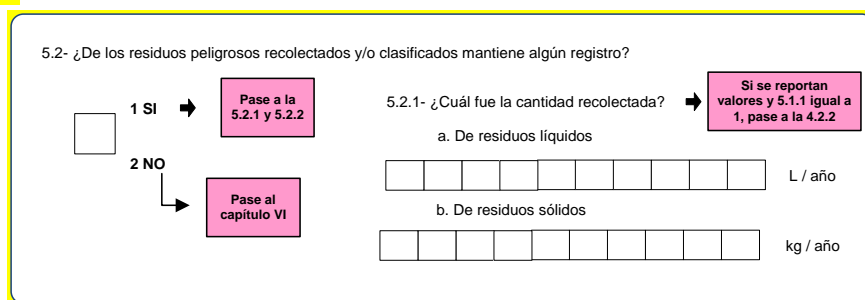 5.2- ¿De los residuos peligrosos recolectados y/o clasificados mantiene algún registro?
1 SI
Pase a la
5.2.1 y 5.2.2
2 NO
Pase al
capítulo VI
5.2.1- ¿Cuál fue la cantidad recolectada?
Si se reportan
valores y 5.1.1 igual a
1, pase a la 4.2.2
a. De residuos líquidos
L / año
b. De residuos sólidos
kg / año